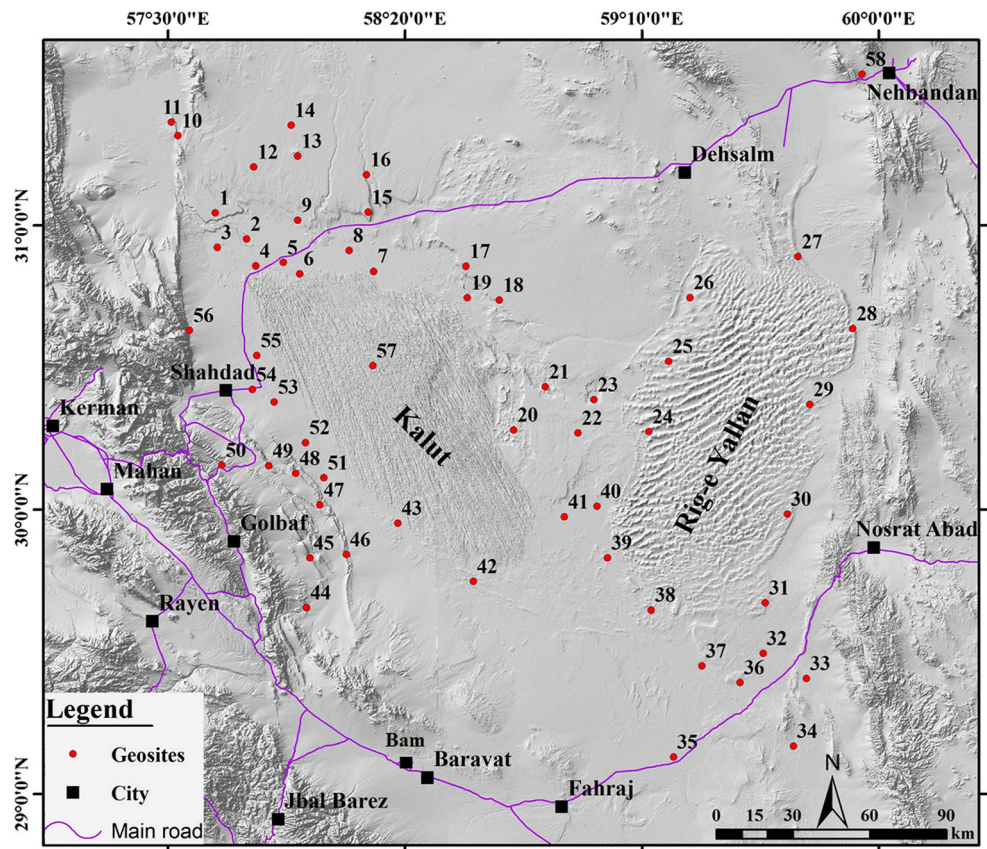 57°30'0"E
58°20'0"E
59°10'0"E
60°0'0"E
58
Nehbandan
11
10
14
13
12
16
Dehsalm
15
1
9
31°0'0"N
2
3
8
27
5
4
6
7
17
19
18
26
28
56
55
25
57
21
Shahdad
54
53
23
29
Kerman
Kalut
20
22
24
Rig-e Yallan
52
50
49
48
51
Mahan
47
43
41
40
30
30°0'0"N
Golbaf
45
46
39
Nosrat Abad
42
44
38
31
Rayen
37
32
36
33
Legend
Geosites
City
Main road
34
35
Bam
Baravat
N
Fahraj
29°0'0"N
Jbal Barez
0 15 30 60 90
km